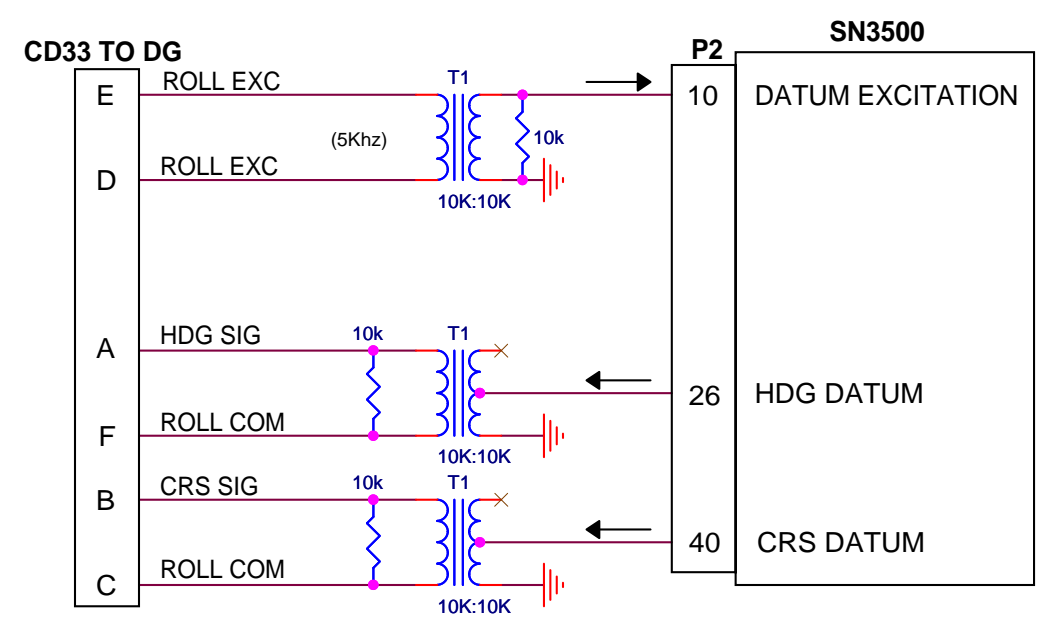 SN3500
CD33 TO DG
P2
E
ROLL EXC
T1
10
DATUM EXCITATION
(5Khz)
10k
D
ROLL EXC
10K:10K
A
HDG SIG
10k
T1
26
HDG DATUM
F
ROLL COM
10K:10K
B
CRS SIG
10k
T1
40
CRS DATUM
C
ROLL COM
10K:10K